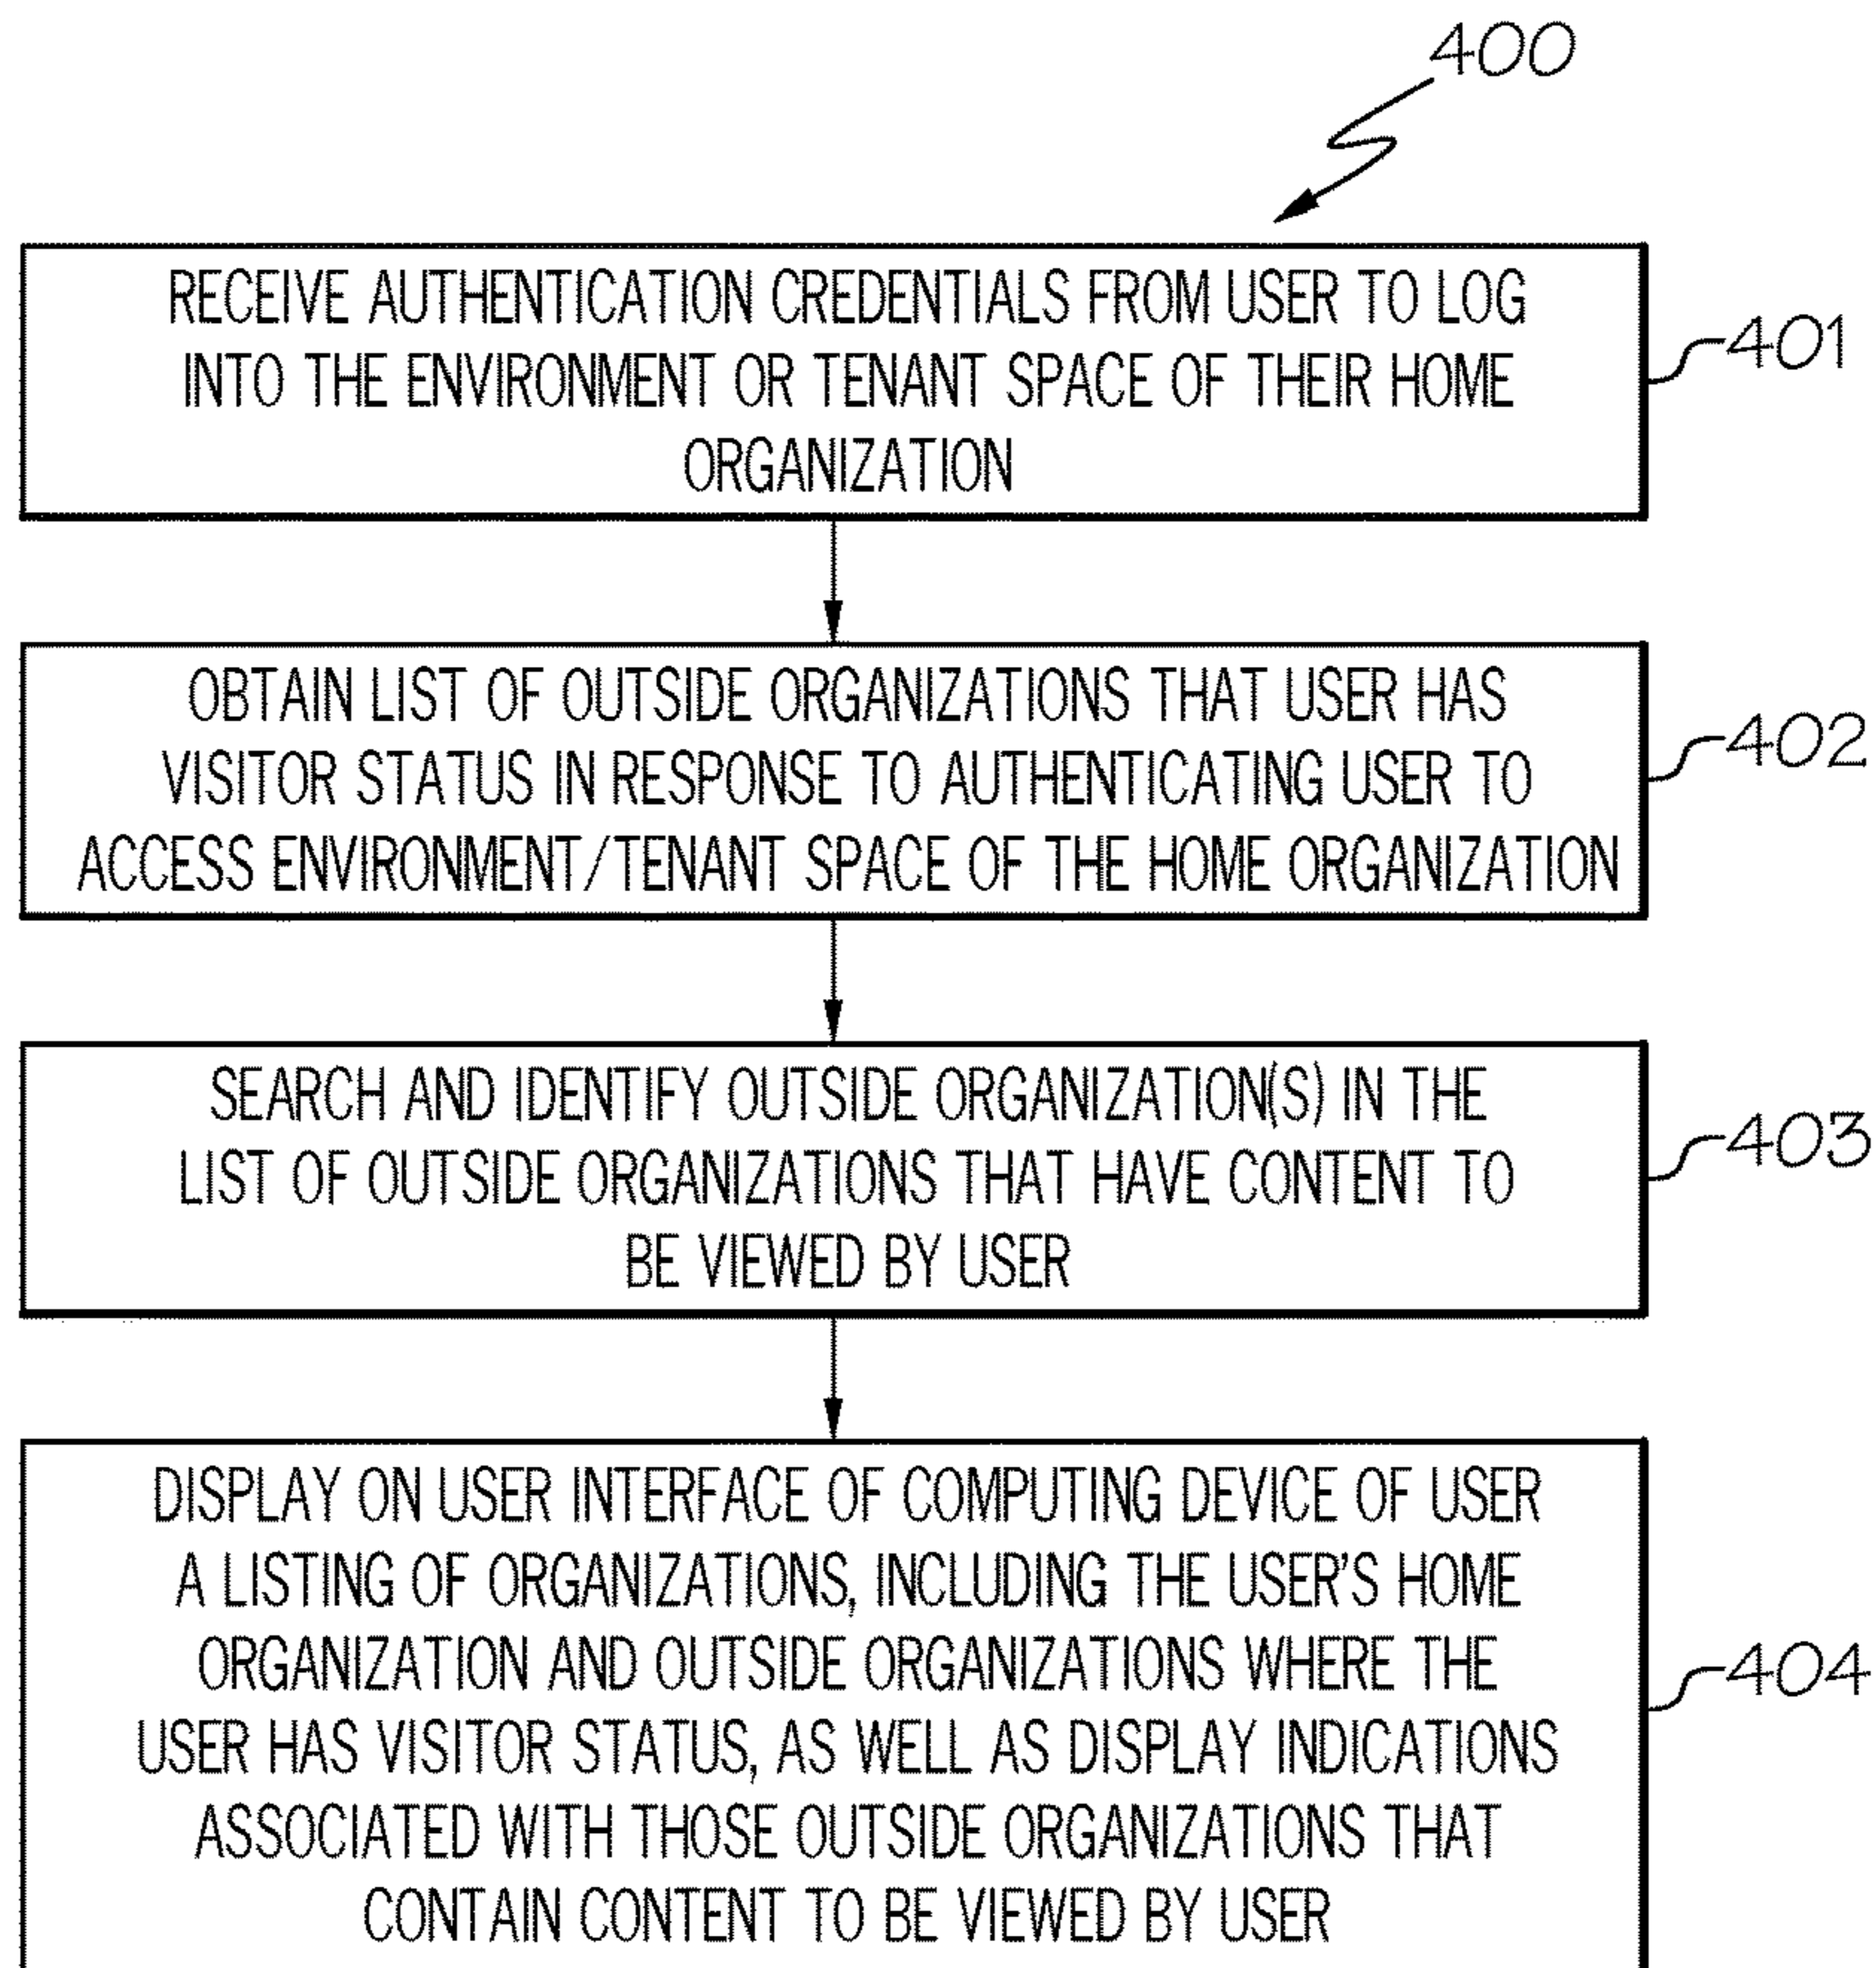 400
RECEIVE AUTHENTICATION CREDENTIALS FROM USER TO LOG
INTO THE ENVIRONMENT OR TENANT SPACE OF THEIR HOME
ORGANIZATION
401
OBTAIN LIST OF OUTSIDE ORGANIZATIONS THAT USER HAS
VISITOR STATUS IN RESPONSE TO AUTHENTICATING USER TO
ACCESS ENVIRONMENT/TENANT SPACE OF THE HOME ORGANIZATION
402
SEARCH AND IDENTIFY OUTSIDE ORGANIZATION(S) IN THE
LIST OF OUTSIDE ORGANIZATIONS THAT HAVE CONTENT TO
BE VIEWED BY USER
403
DISPLAY ON USER INTERFACE OF COMPUTING DEVICE OF USER
A LISTING OF ORGANIZATIONS, INCLUDING THE USER'S HOME
ORGANIZATION AND OUTSIDE ORGANIZATIONS WHERE THE
USER HAS VISITOR STATUS, AS WELL AS DISPLAY INDICATIONS
ASSOCIATED WITH THOSE OUTSIDE ORGANIZATIONS THAT
CONTAIN CONTENT TO BE VIEWED BY USER
404